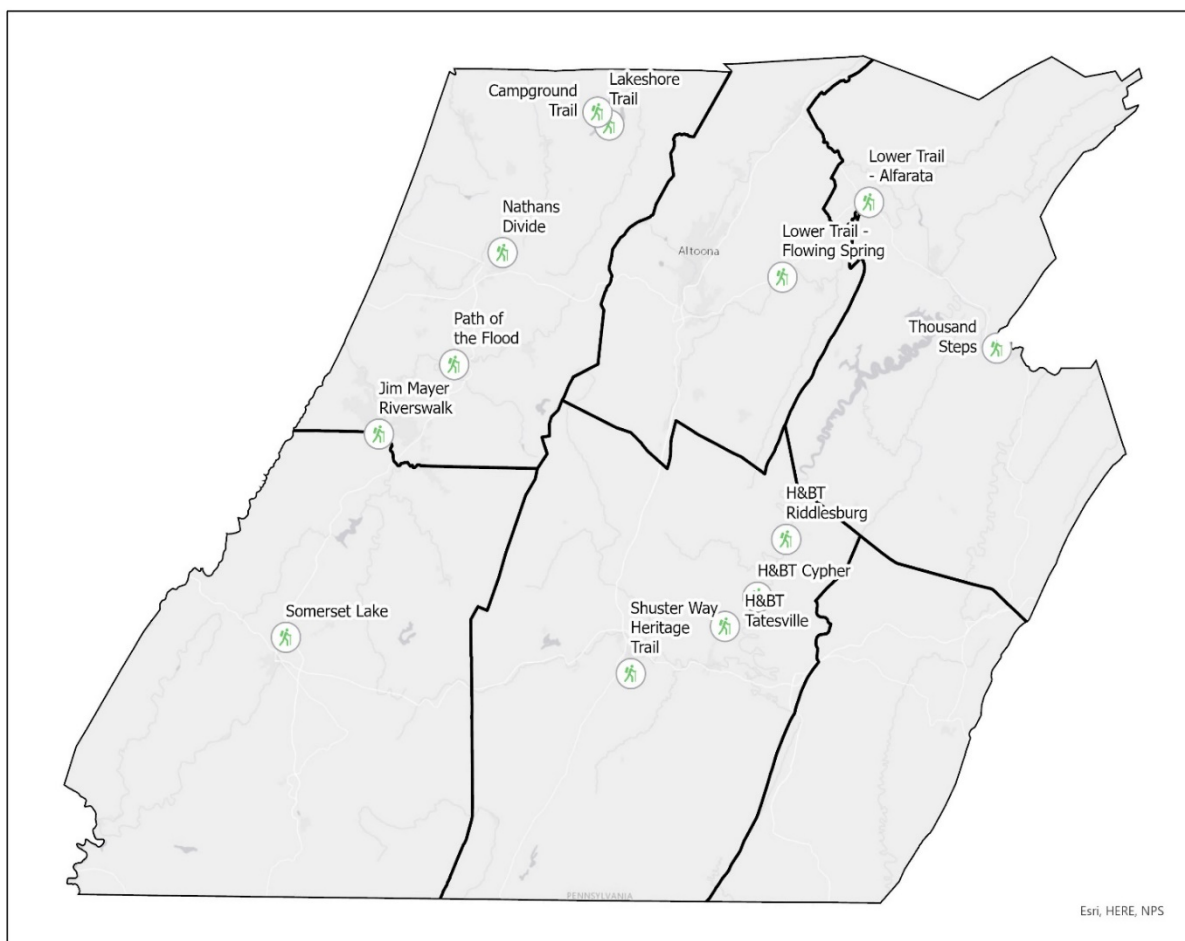 Lakeshore
Trail
Campground
Trail
Lower Trail
- Alfarata
Nathans
Divide
Lower Trail -
Flowing Spring
Altoona
Path of
the Flood
Thousand
Steps
Jim Mayer
Riverswalk
H&BT
Riddlesburg
H&BT Cypher
H&BT
Tatesville
Shuster Way
Heritage
Trail
Somerset Lake
PENNSYLVANIA
Esri, HERE, NPS